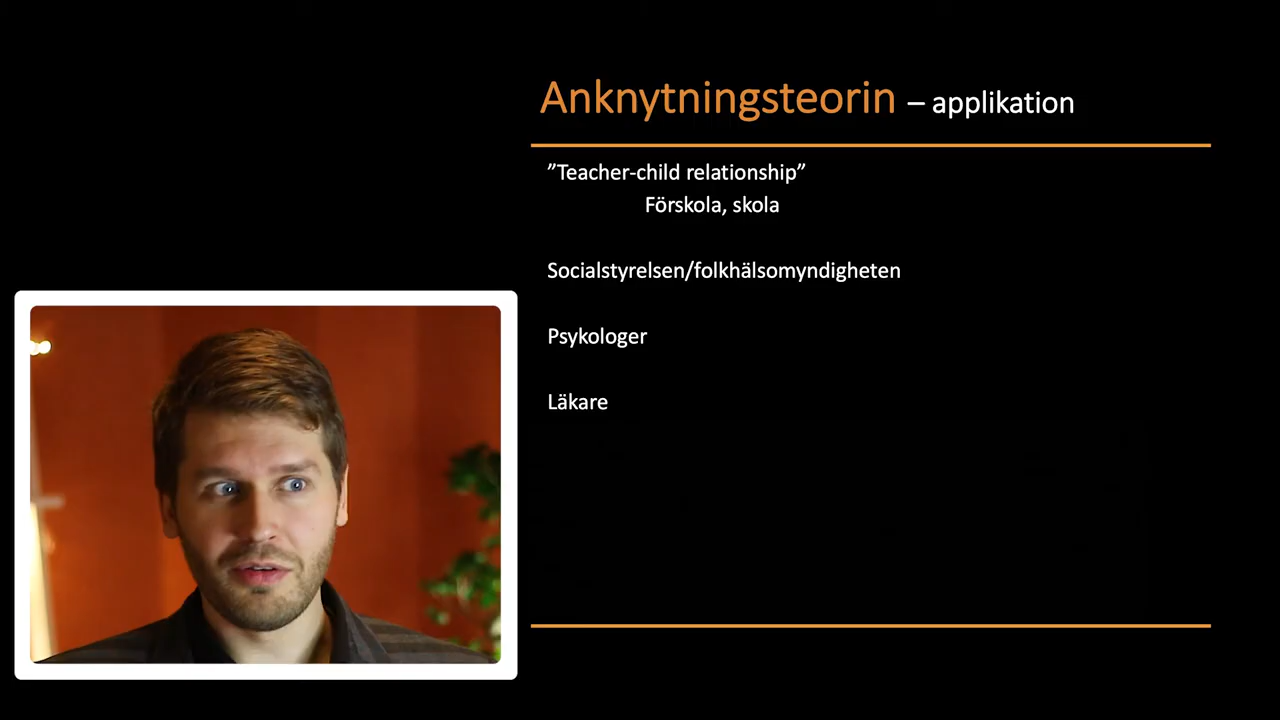 Anknytningsteorin – applikation
”Teacher-child relationship”
Förskola, skola
Socialstyrelsen/folkhälsomyndigheten
Psykologer
Läkare